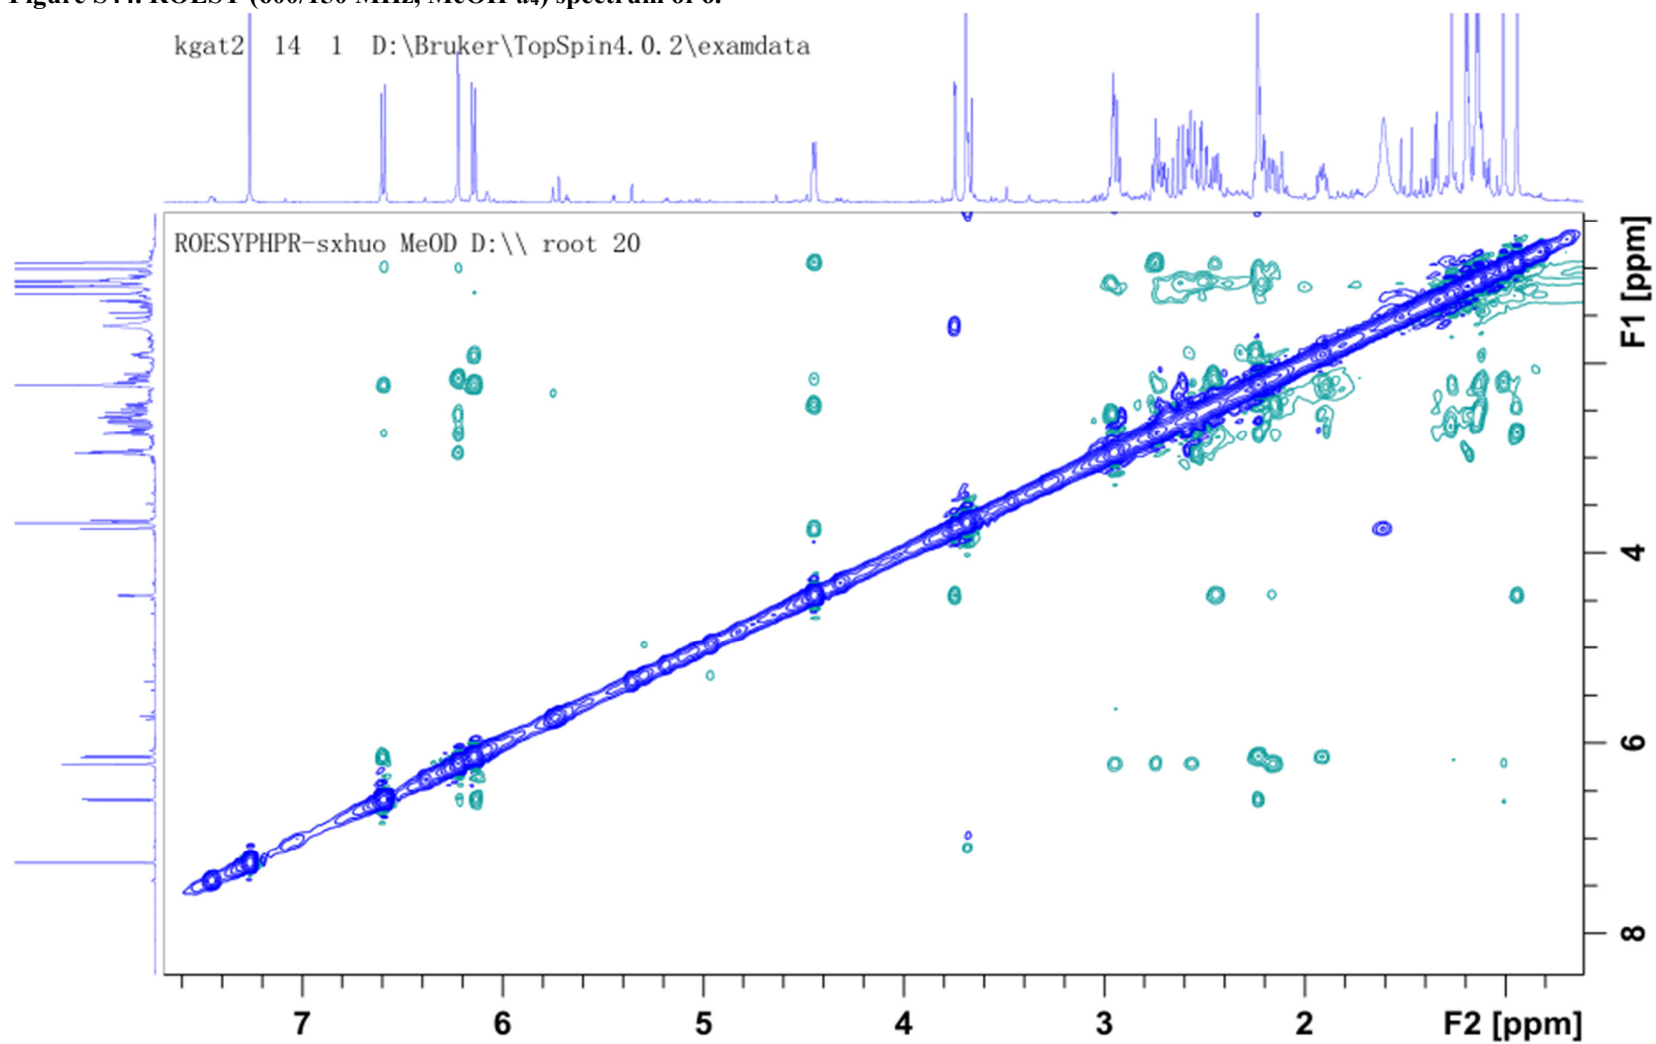 kgat2 14 1 D:\Bruker\TopSpin4.0.2\examdata
ROESYPHPR-sxhuo MeOD D:\\ root 20
F1 [ppm]
4
6
8
7
6
5
4
3
2
F2 [ppm]